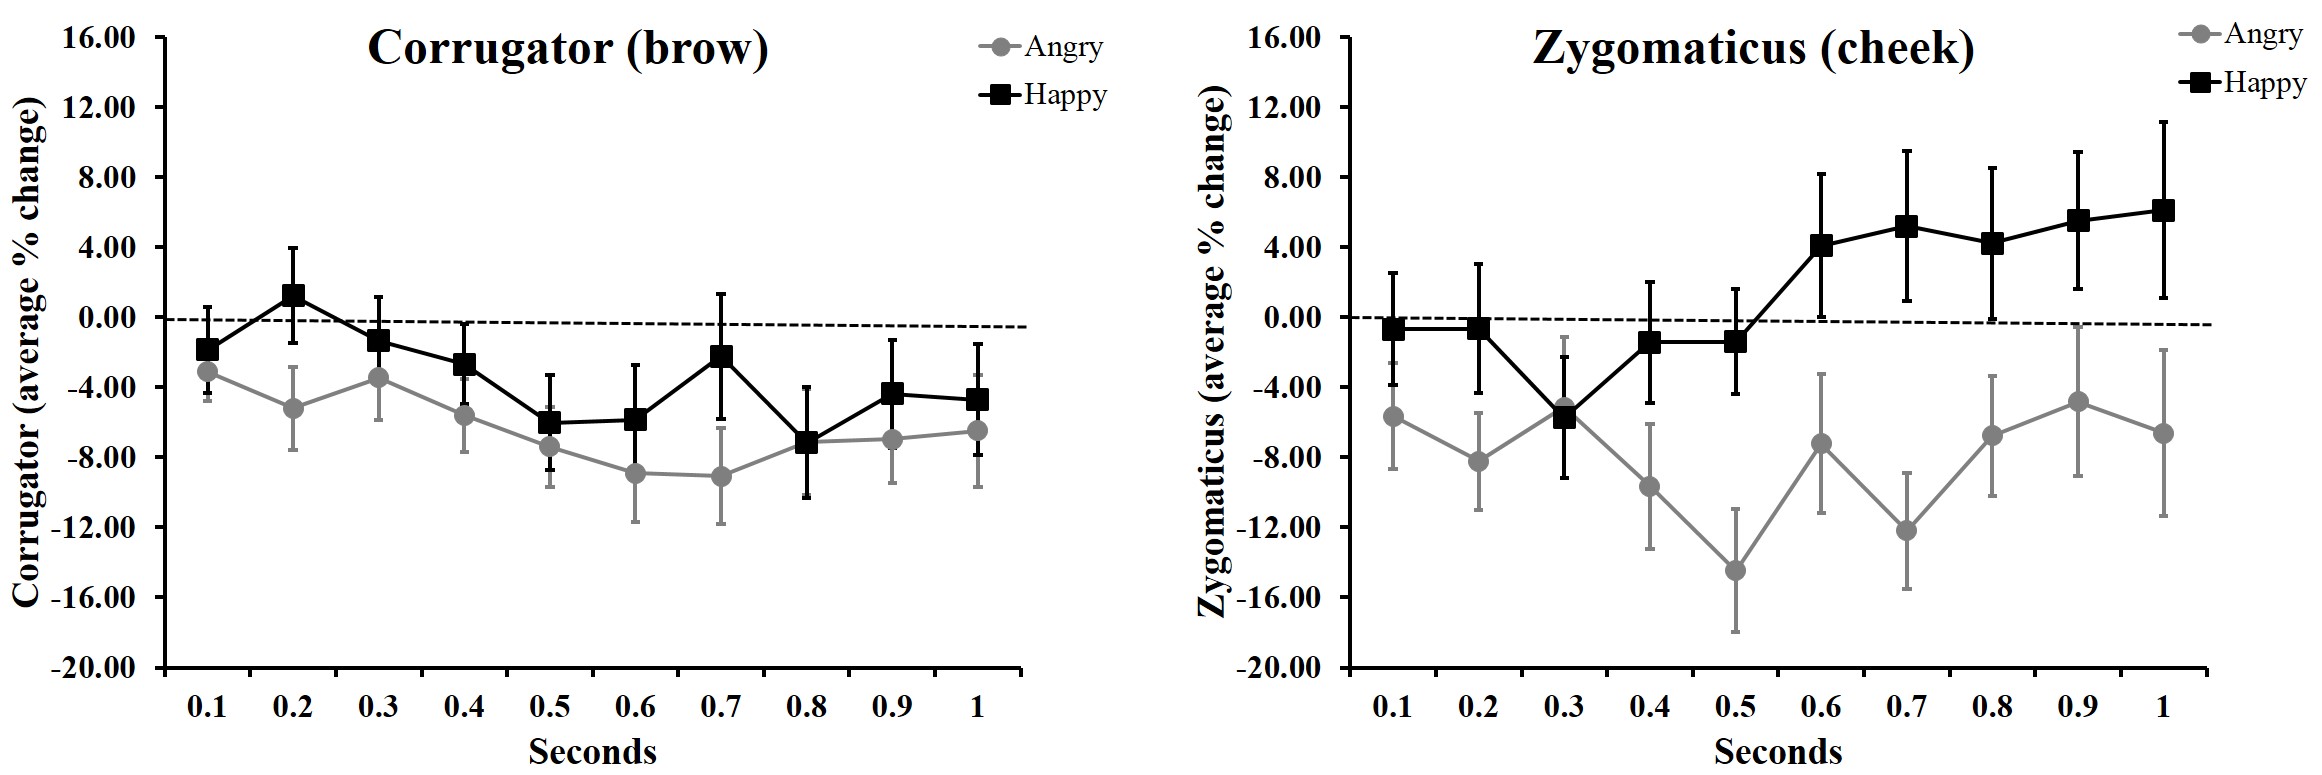 Corrugator (brow)
Angry
Happy
Corrugator (average % change)
16.00
12.00
8.00
4.00
0.00
-4.00
-8.00
-12.00
-16.00
-20.00
0.1 0.2 0.3 0.4 0.5 0.6 0.7 0.8 0.9 1
Seconds
Zygomaticus (cheek)
Angry
Happy
Zygomaticus (average % change)
16.00
12.00
8.00
4.00
0.00
-4.00
-8.00
-12.00
-16.00
-20.00
0.1 0.2 0.3 0.4 0.5 0.6 0.7 0.8 0.9 1
Seconds